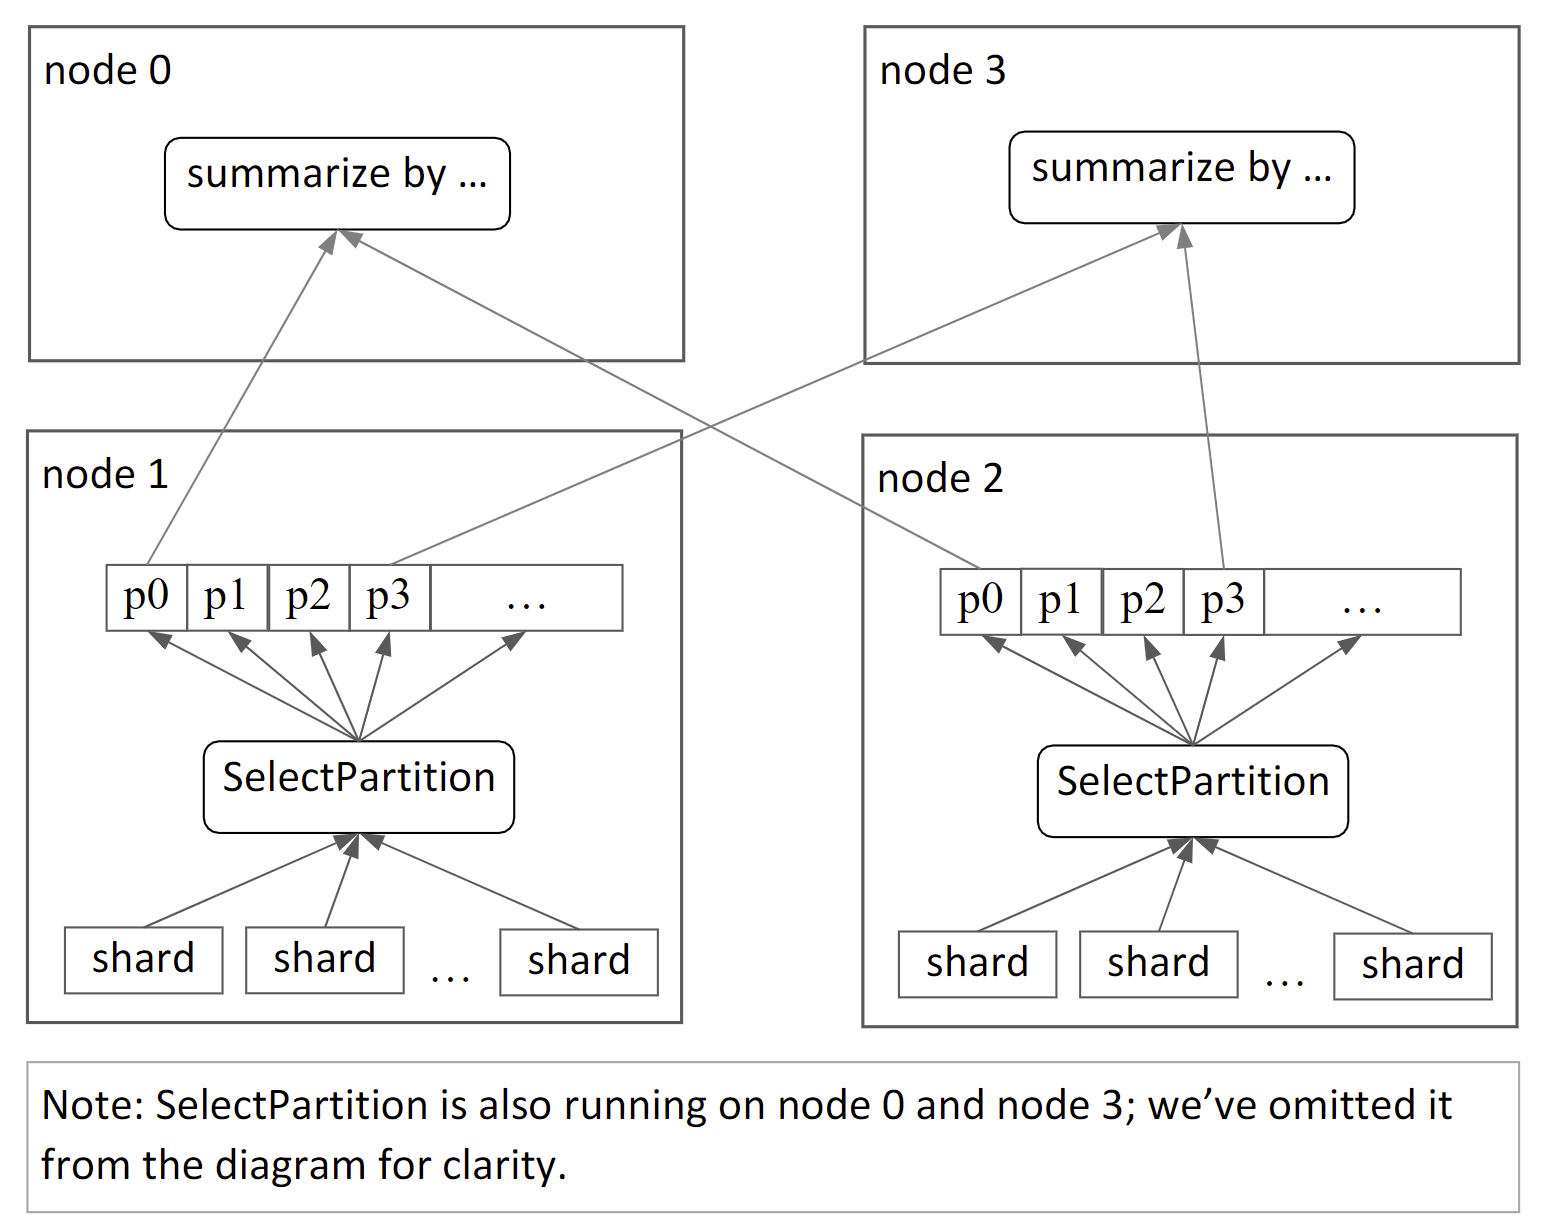 node 0
summarize by ...
node 3
summarize by ...
node 1
p0 p1 p2 p3 ...
SelectPartition
shard shard ... shard
node 2
p0 p1 p2 p3 ...
SelectPartition
shard shard ... shard
Note: SelectPartition is also running on node 0 and node 3; we’ve omitted it
from the diagram for clarity.